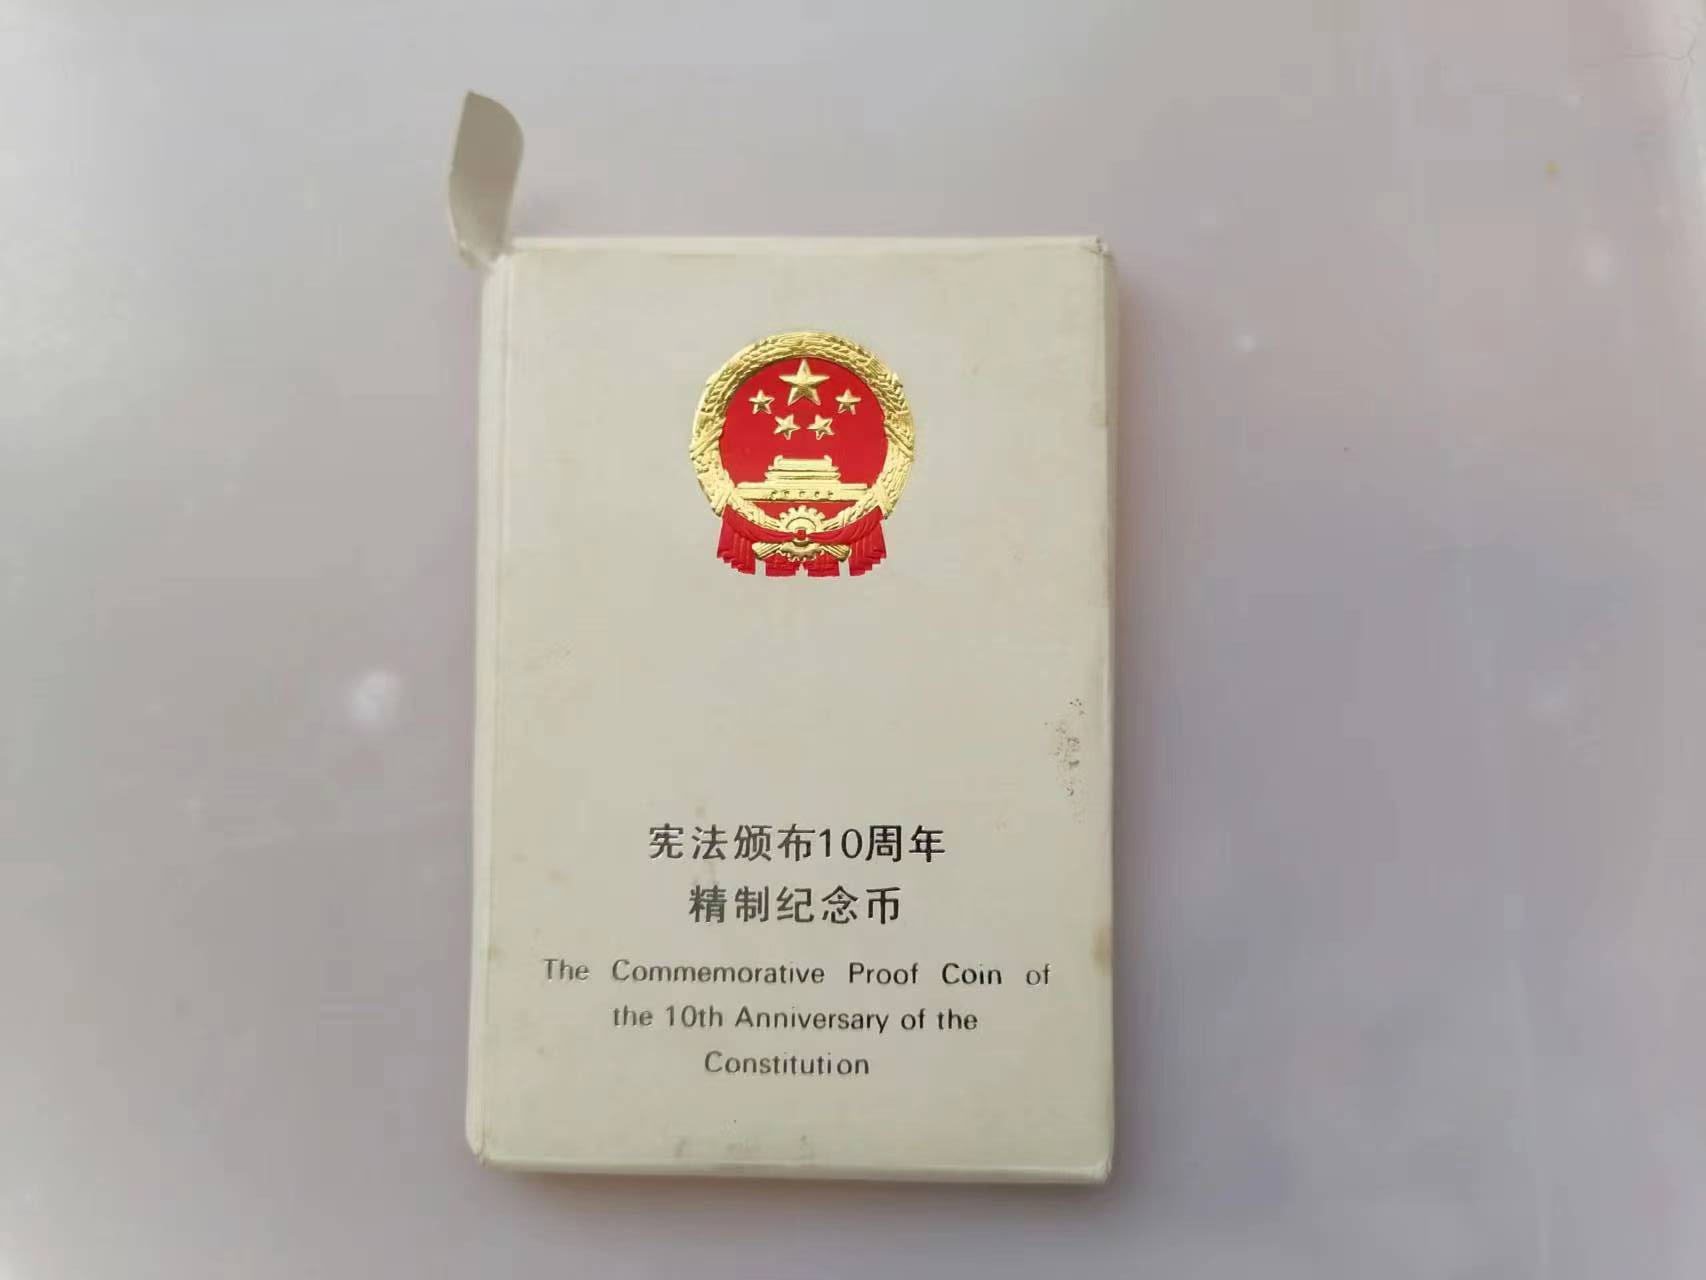 宪法颁布10周年
精制纪念币
The Commemorative Proof Coin of
the 10th Anniversary of the
Constitution